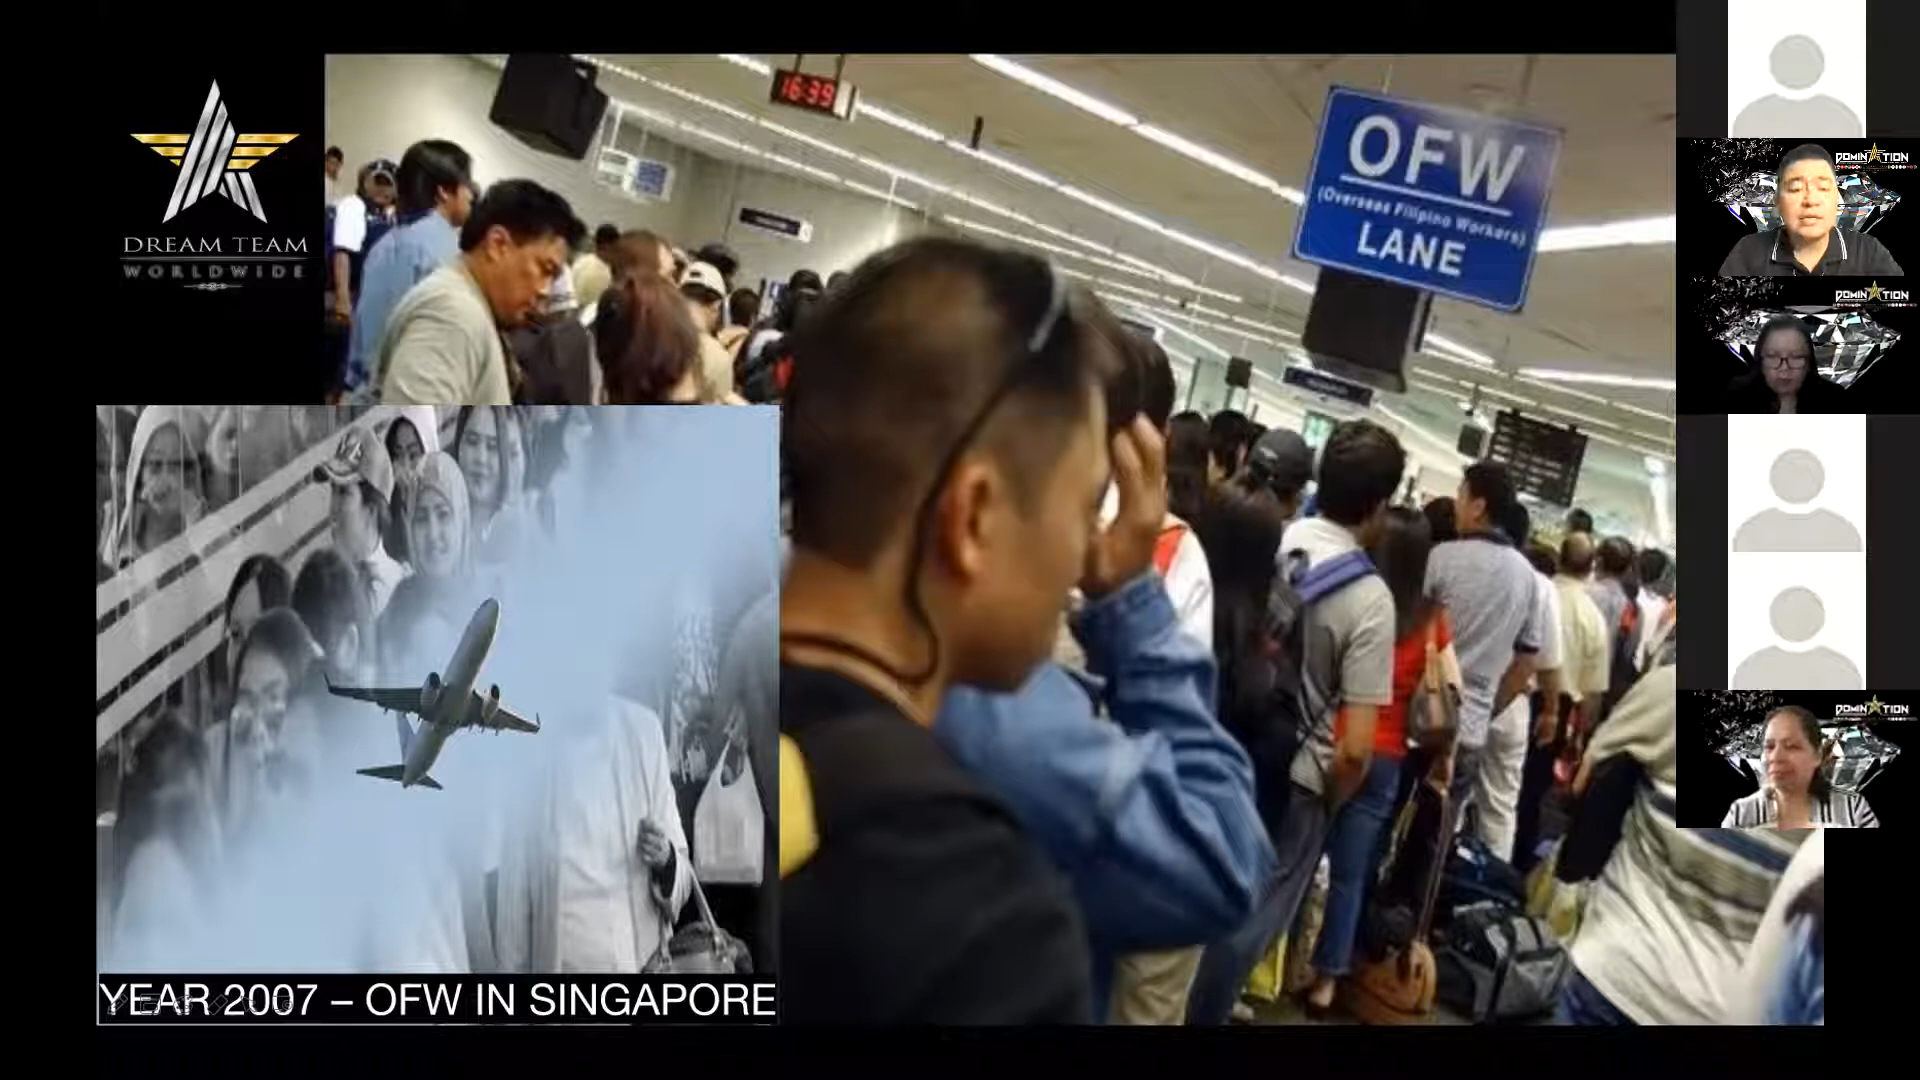 DREAM TEAM
WORLDWIDE
16:39
OFW
(Overseas Filipino Workers)
LANE
YEAR 2007 – OFW IN SINGAPORE
DOMINATION
DOMINATION
DOMINATION